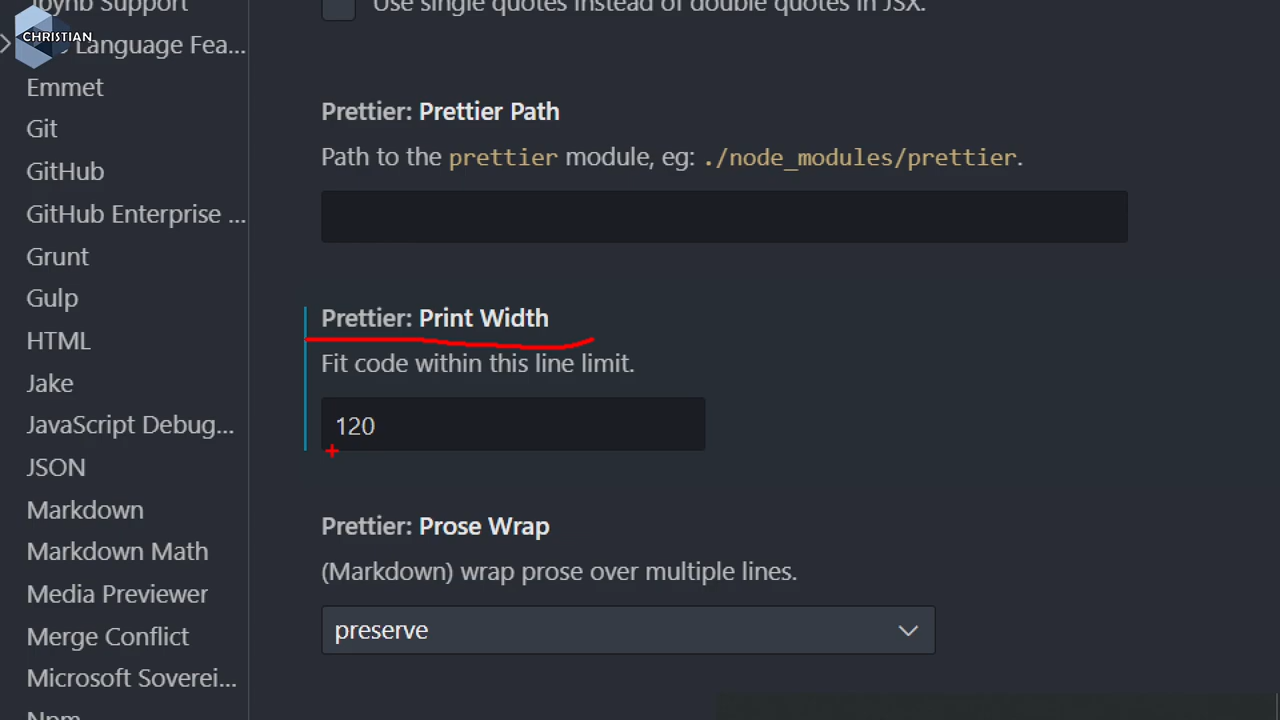 Use single quotes instead of double quotes in JSX.
CHRISTIAN
Language Fea...
Emmet
Git
GitHub
GitHub Enterprise ...
Grunt
Gulp
HTML
Jake
JavaScript Debug...
JSON
Markdown
Markdown Math
Media Previewer
Merge Conflict
Microsoft Soverei...
Npm
Prettier: Prettier Path
Path to the prettier module, eg: ./node_modules/prettier.
Prettier: Print Width
Fit code within this line limit.
120
Prettier: Prose Wrap
(Markdown) wrap prose over multiple lines.
preserve